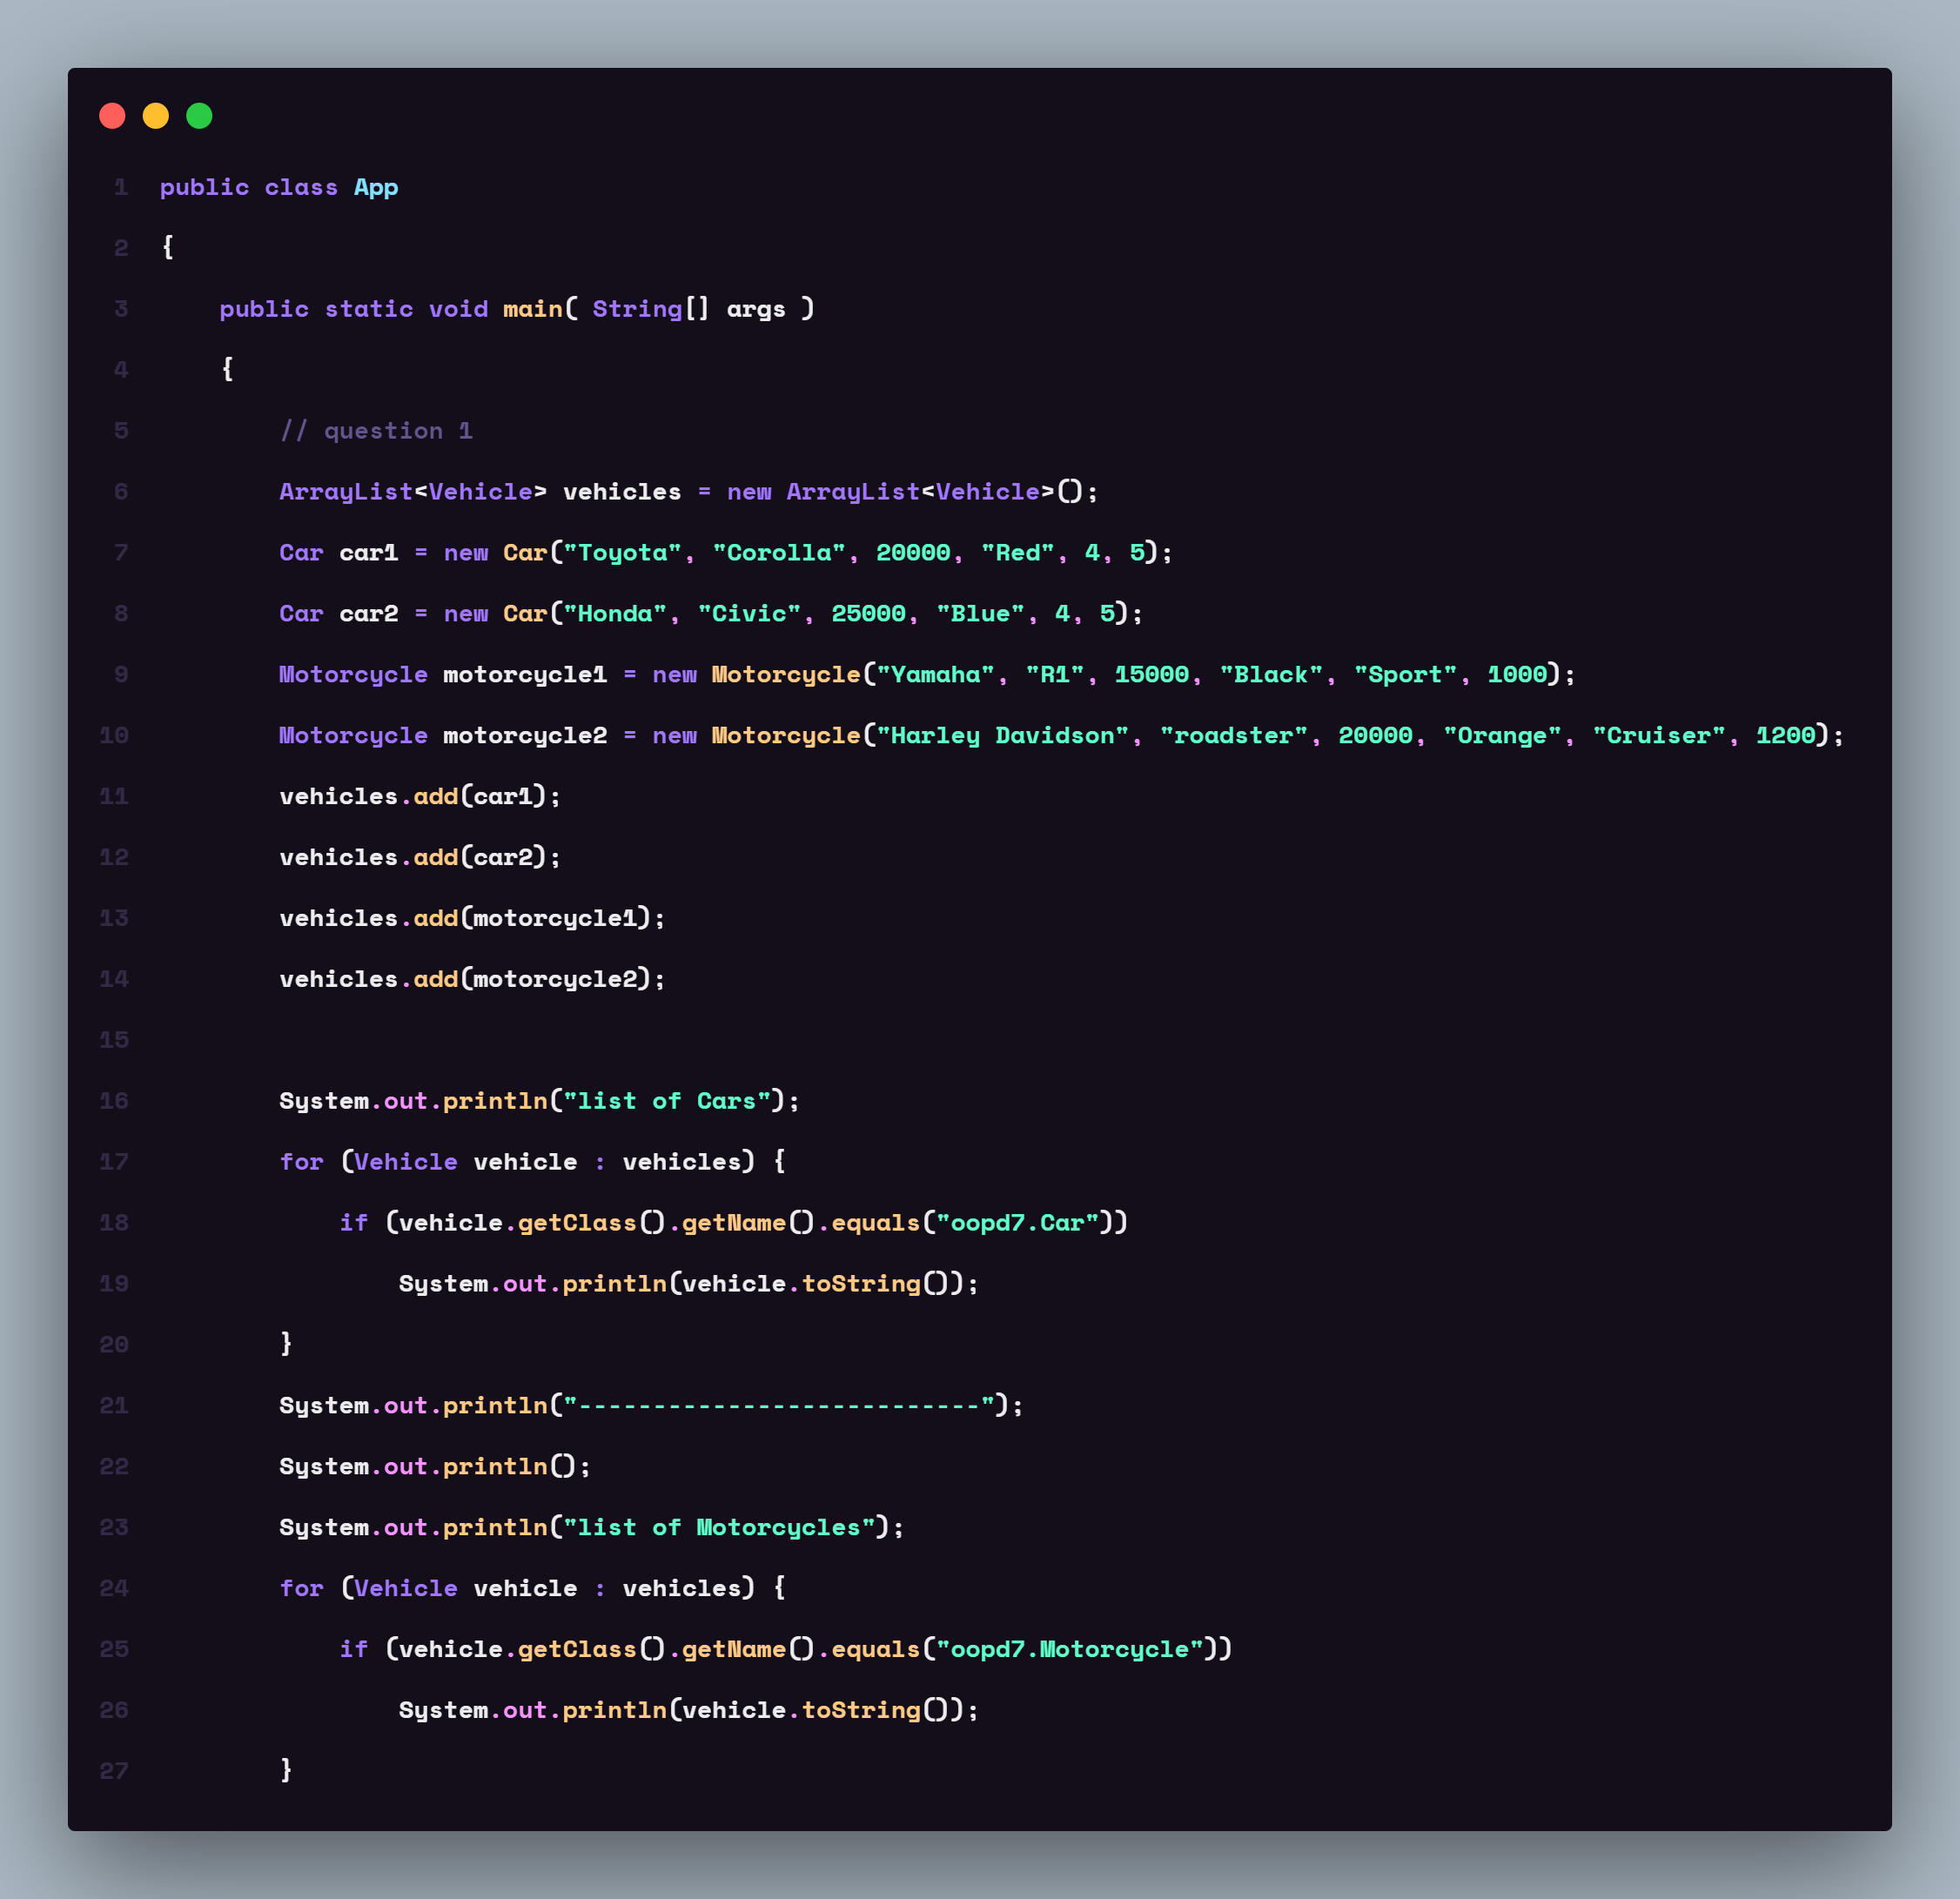 1 public class App
2 {
3     public static void main( String[] args )
4     {
5         // question 1
6         ArrayList<Vehicle> vehicles = new ArrayList<Vehicle>();
7         Car car1 = new Car("Toyota", "Corolla", 20000, "Red", 4, 5);
8         Car car2 = new Car("Honda", "Civic", 25000, "Blue", 4, 5);
9         Motorcycle motorcycle1 = new Motorcycle("Yamaha", "R1", 15000, "Black", "Sport", 1000);
10         Motorcycle motorcycle2 = new Motorcycle("Harley Davidson", "roadster", 20000, "Orange", "Cruiser", 1200);
11         vehicles.add(car1);
12         vehicles.add(car2);
13         vehicles.add(motorcycle1);
14         vehicles.add(motorcycle2);
15
16         System.out.println("list of Cars");
17         for (Vehicle vehicle : vehicles) {
18             if (vehicle.getClass().getName().equals("oopd7.Car"))
19                 System.out.println(vehicle.toString());
20         }
21         System.out.println("---------------------------");
22         System.out.println();
23         System.out.println("list of Motorcycles");
24         for (Vehicle vehicle : vehicles) {
25             if (vehicle.getClass().getName().equals("oopd7.Motorcycle"))
26                 System.out.println(vehicle.toString());
27         }